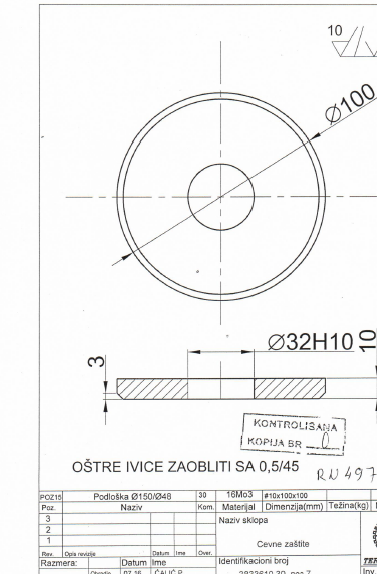 10
Ø100
Ø32H10
10
3
KONTROLISANA
KOPIJA BR
OŠTRE IVICE ZAOBLITI SA 0,5/45
RN 497
POZ15 Podloška Ø150/Ø48 30 16Mo3 #10x100x100
Poz. Naziv Kom. Materijal Dimenzija(mm) Težina(kg)
3 Naziv sklopa
2
1 Cevne zaštite
Rev. Opis revizije Datum Ime Over.
Identifikacioni broj
Razmera: Datum Ime